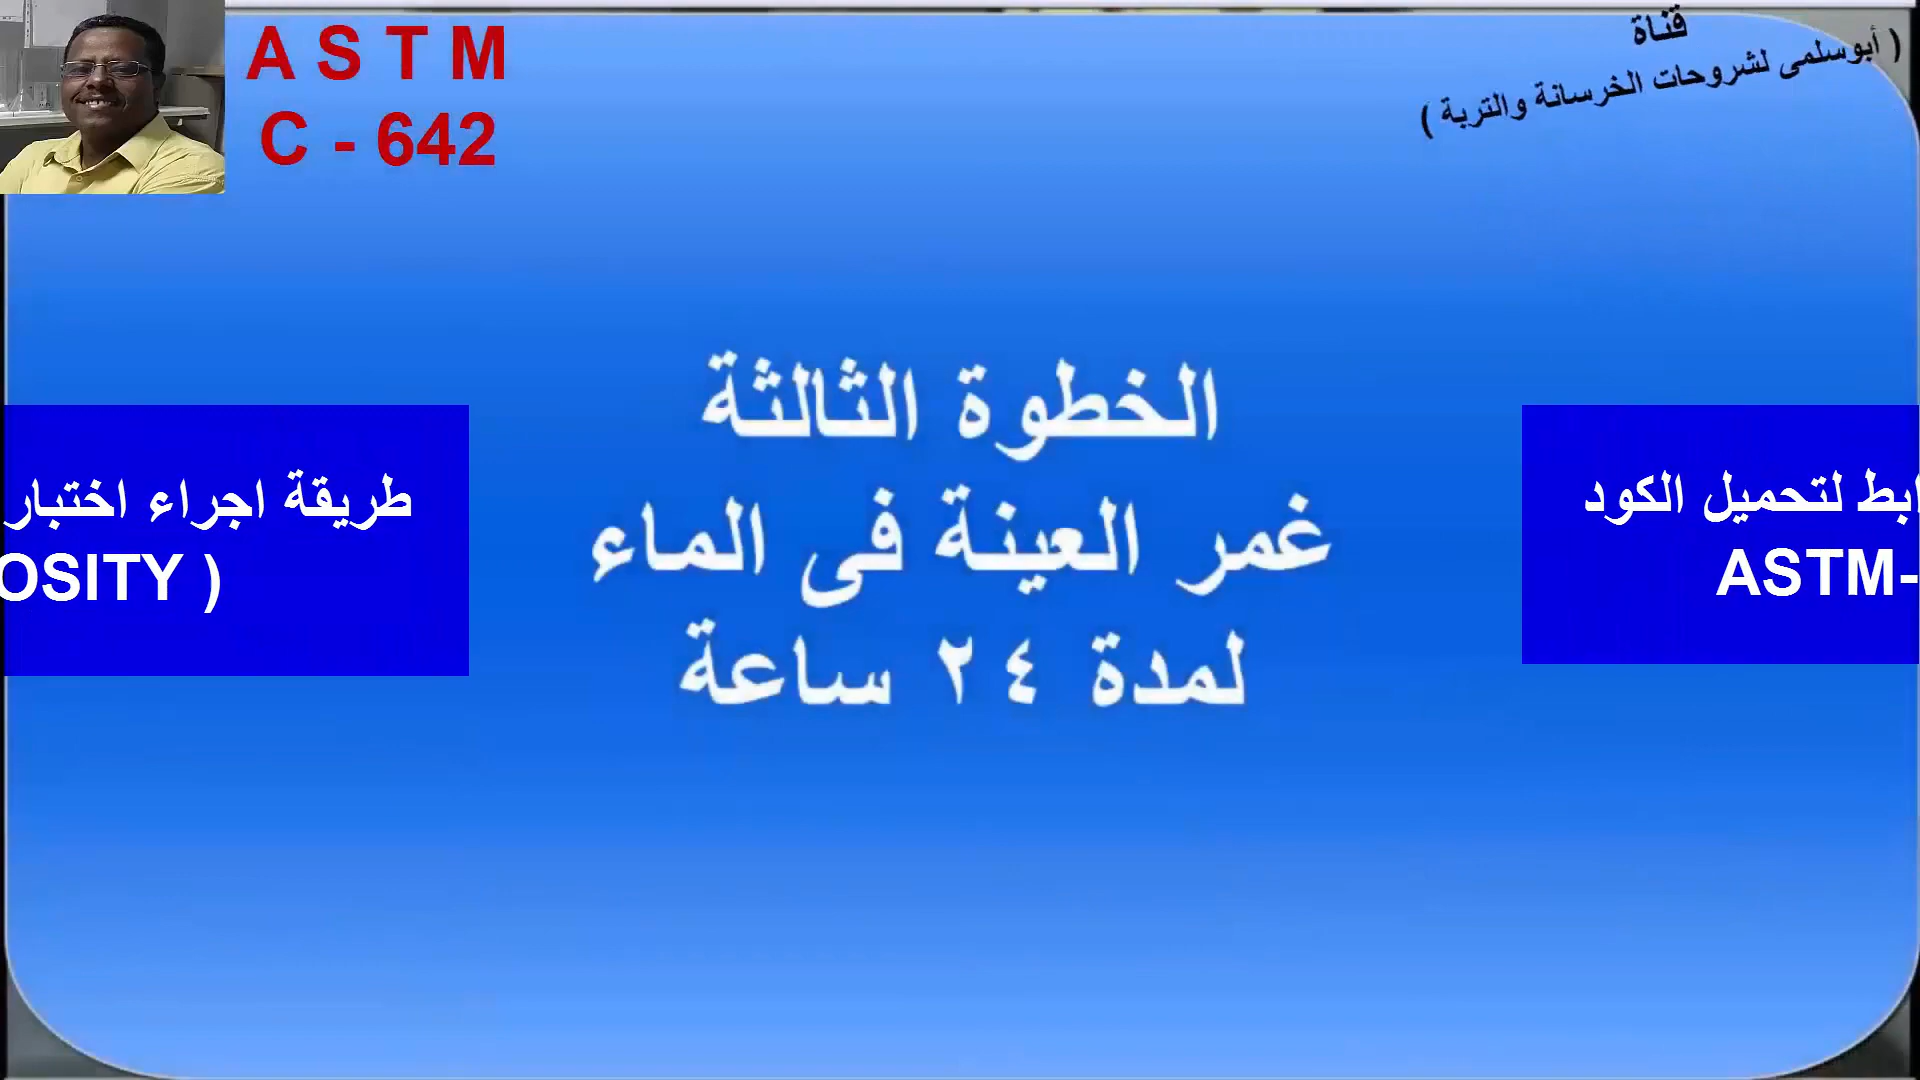 A S T M
C - 642
قناة
( أبوسلمى لشروحات الخرسانة والتربة )
الخطوة الثالثة
غمر العينة فى الماء
لمدة ٢٤ ساعة
طريقة اجراء اختبار
OSITY )
لتحميل الكود
ASTM-